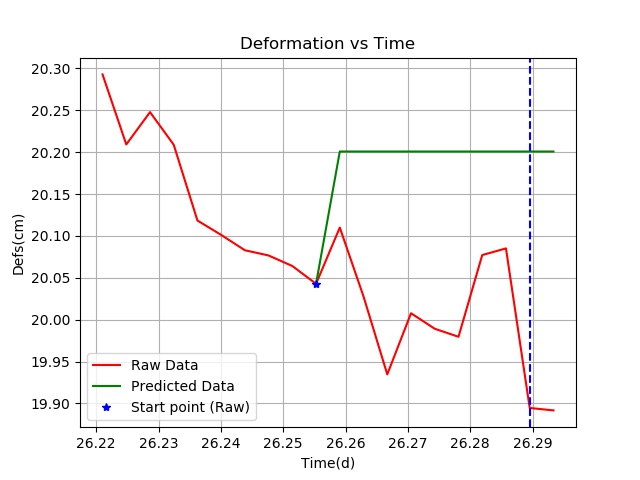 Deformation vs Time
Defs(cm)
20.30
20.25
20.20
20.15
20.10
20.05
20.00
19.95
19.90
Raw Data
Predicted Data
Start point (Raw)
26.22 26.23 26.24 26.25 26.26 26.27 26.28 26.29
Time(d)